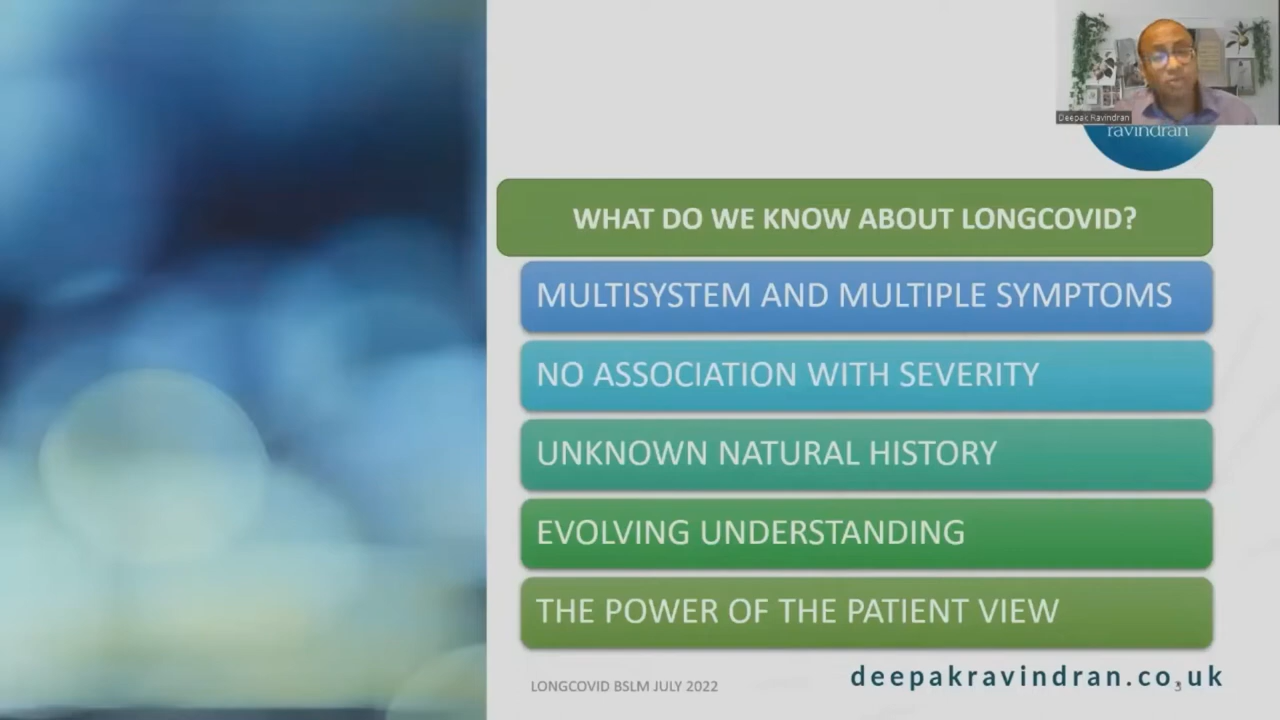 Deepak Ravindran
ravindran
WHAT DO WE KNOW ABOUT LONGCOVID?
MULTISYSTEM AND MULTIPLE SYMPTOMS
NO ASSOCIATION WITH SEVERITY
UNKNOWN NATURAL HISTORY
EVOLVING UNDERSTANDING
THE POWER OF THE PATIENT VIEW
LONGCOVID BSLM JULY 2022
deepakravindran.co.uk
3